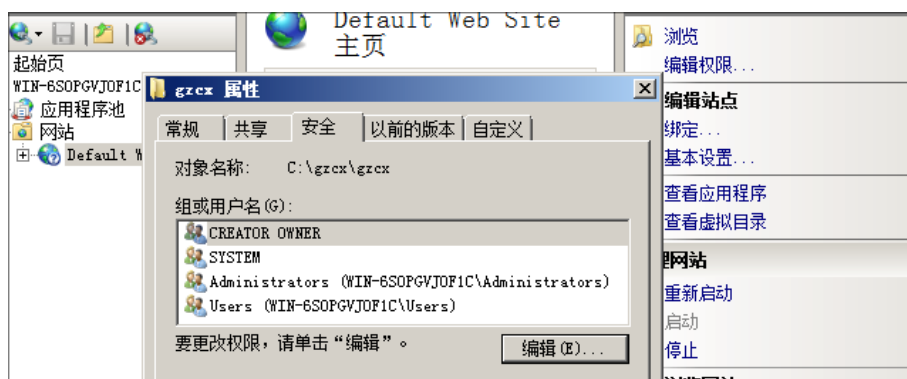 Default Web Site
主页
起始页
WIN-6SOPGVJOF1C
应用程序池
网站
Default W
gzcx 属性
常规
共享
安全
以前的版本
自定义
对象名称: C:\gzcx\gzcx
组或用户名(G):
CREATOR OWNER
SYSTEM
Administrators (WIN-6SOPGVJOF1C\Administrators)
Users (WIN-6SOPGVJOF1C\Users)
要更改权限，请单击“编辑”。
编辑(E)...
浏览
编辑权限...
编辑站点
绑定...
基本设置...
查看应用程序
查看虚拟目录
网站
重新启动
启动
停止